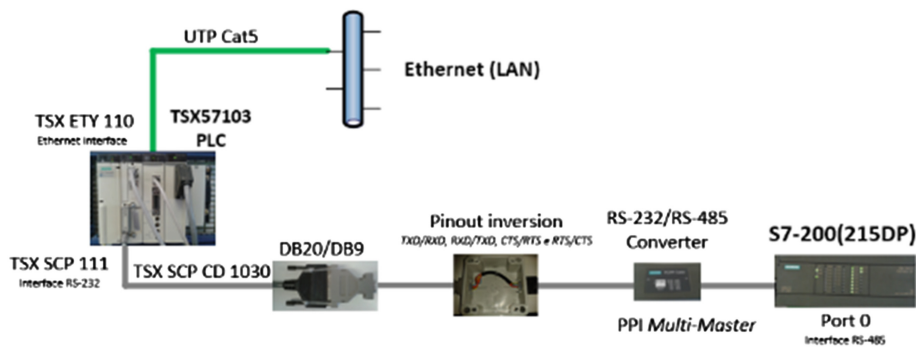 UTP Cat5
Ethernet (LAN)
TSX ETY 110
Ethernet Interface
TSX57103
PLC
TSX SCP 111
Interface RS-232
TSX SCP CD 1030
DB20/DB9
Pinout inversion
TXD/RXD, RXD/TXD, CTS/RTS e RTS/CTS
RS-232/RS-485
Converter
PPI Multi-Master
S7-200(215DP)
Port 0
Interface RS-485